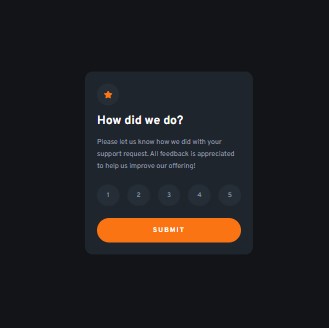 How did we do?
Please let us know how we did with your
support request. All feedback is appreciated
to help us improve our offering!
1 2 3 4 5
SUBMIT